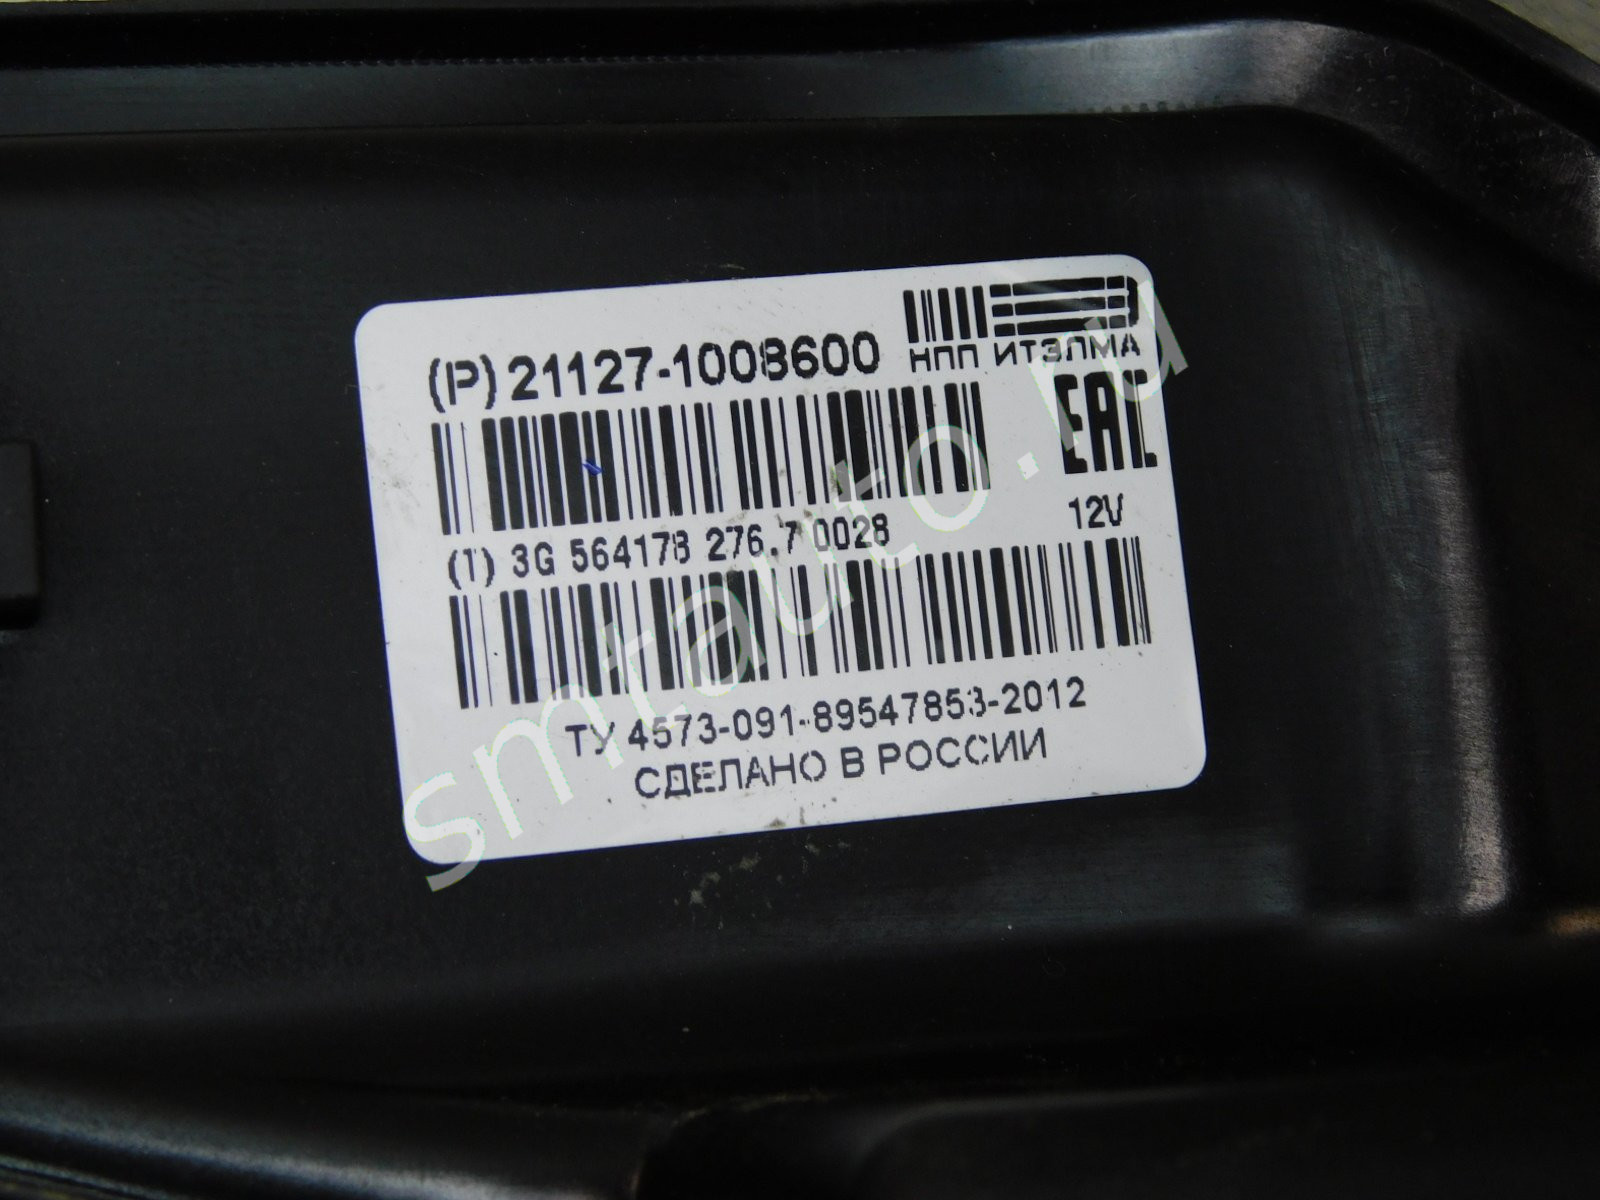 (P) 21127-1008600
НПП ИТЭЛМА
EAC
(T) 3G 564178 276.7 0028
12V
ТУ 4573-091-89547853-2012
СДЕЛАНО В РОССИИ
smtauto.ru